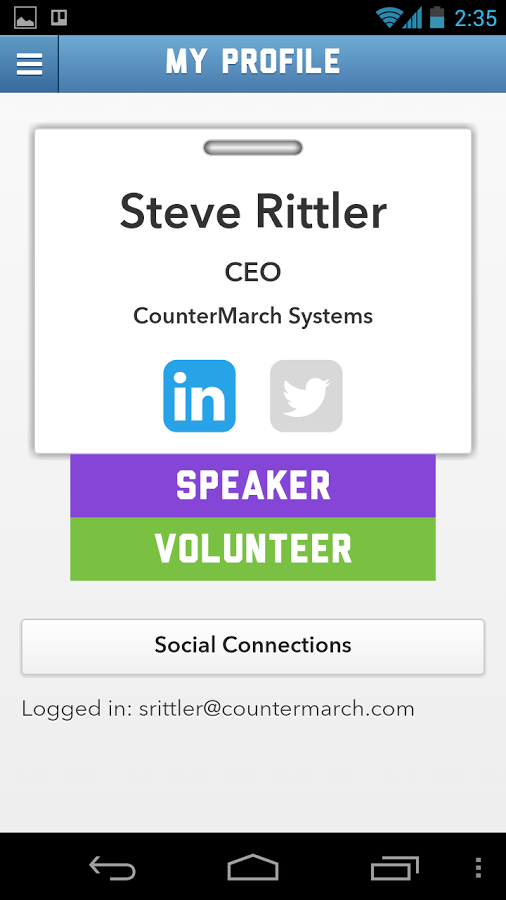 2:35
MY PROFILE
Steve Rittler
CEO
CounterMarch Systems
in
SPEAKER
VOLUNTEER
Social Connections
Logged in: srittler@countermarch.com